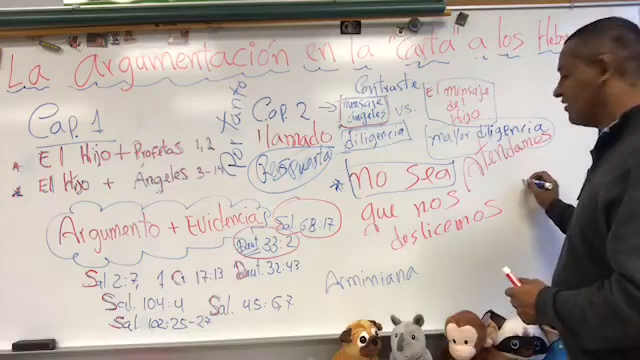 La Argumentación en la "Carta" a los Hebr
Cap. 1
* El Hijo + Profetas 1,2
* El Hijo + Angeles 3-14
Por tanto
Cap. 2 →
llamado
Respuesta
Contraste
mensaje
angeles
vs.
El mensaje
del
Hijo
diligencia
mayor diligencia
Atendamos
* no sea
que nos
deslicemos
Argumento + Evidencias
Sal 68:17
Deut 33:2
Sal. 2:7, 1 Cr 17:13 Deut. 32:43
Sal. 104:4 Sal. 45:6,7
Sal 102:25-27
Arminiana